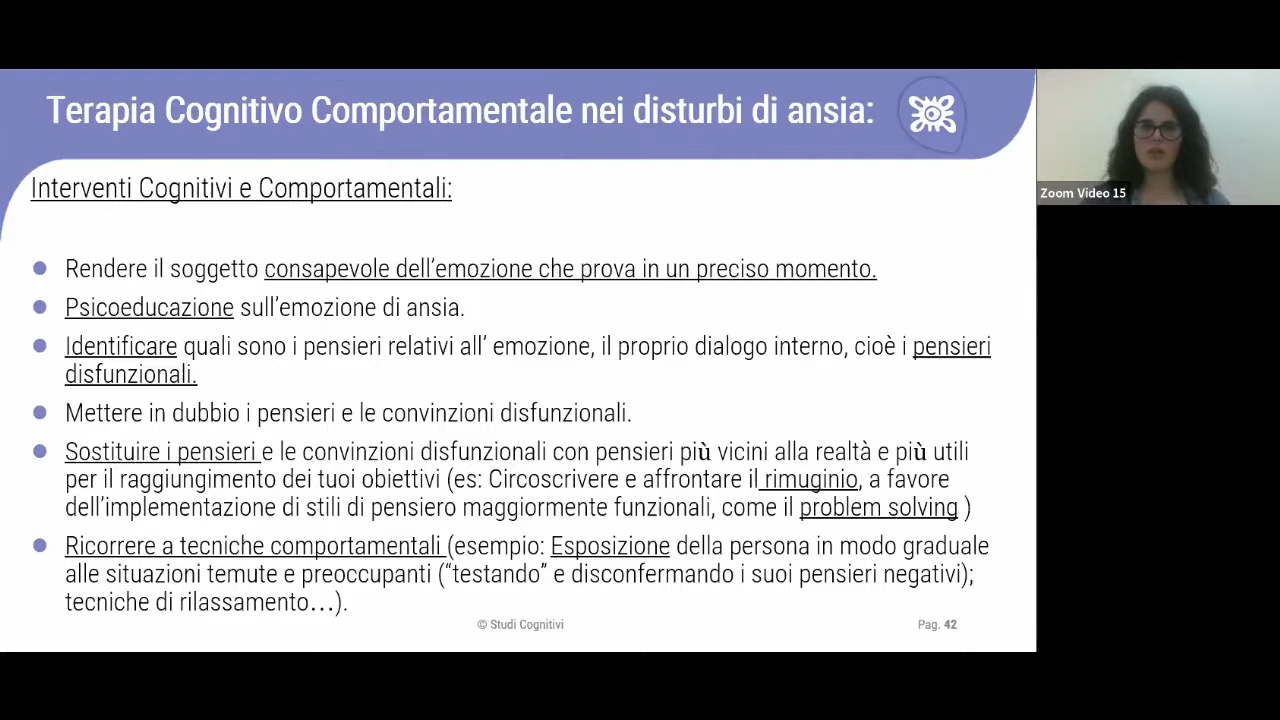 Terapia Cognitivo Comportamentale nei disturbi di ansia:
Interventi Cognitivi e Comportamentali:
Rendere il soggetto consapevole dell'emozione che prova in un preciso momento.
Psicoeducazione sull'emozione di ansia.
Identificare quali sono i pensieri relativi all' emozione, il proprio dialogo interno, cioè i pensieri
disfunzionali.
Mettere in dubbio i pensieri e le convinzioni disfunzionali.
Sostituire i pensieri e le convinzioni disfunzionali con pensieri più vicini alla realtà e più utili
per il raggiungimento dei tuoi obiettivi (es: Circoscrivere e affrontare il rimuginio, a favore
dell'implementazione di stili di pensiero maggiormente funzionali, come il problem solving )
Ricorrere a tecniche comportamentali (esempio: Esposizione della persona in modo graduale
alle situazioni temute e preoccupanti ("testando" e disconfermando i suoi pensieri negativi);
tecniche di rilassamento…).
© Studi Cognitivi
Pag. 42
Zoom Video 15